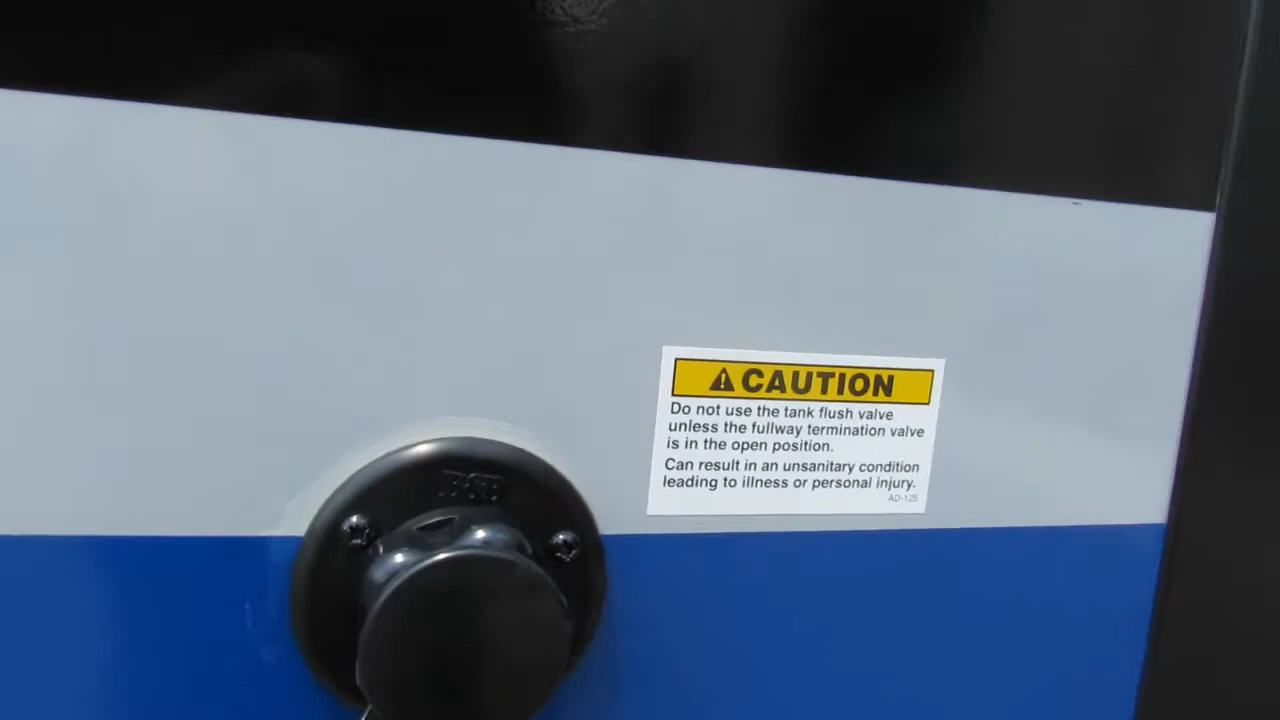 CAUTION
Do not use the tank flush valve
unless the fullway termination valve
is in the open position.
Can result in an unsanitary condition
leading to illness or personal injury.
AD-125